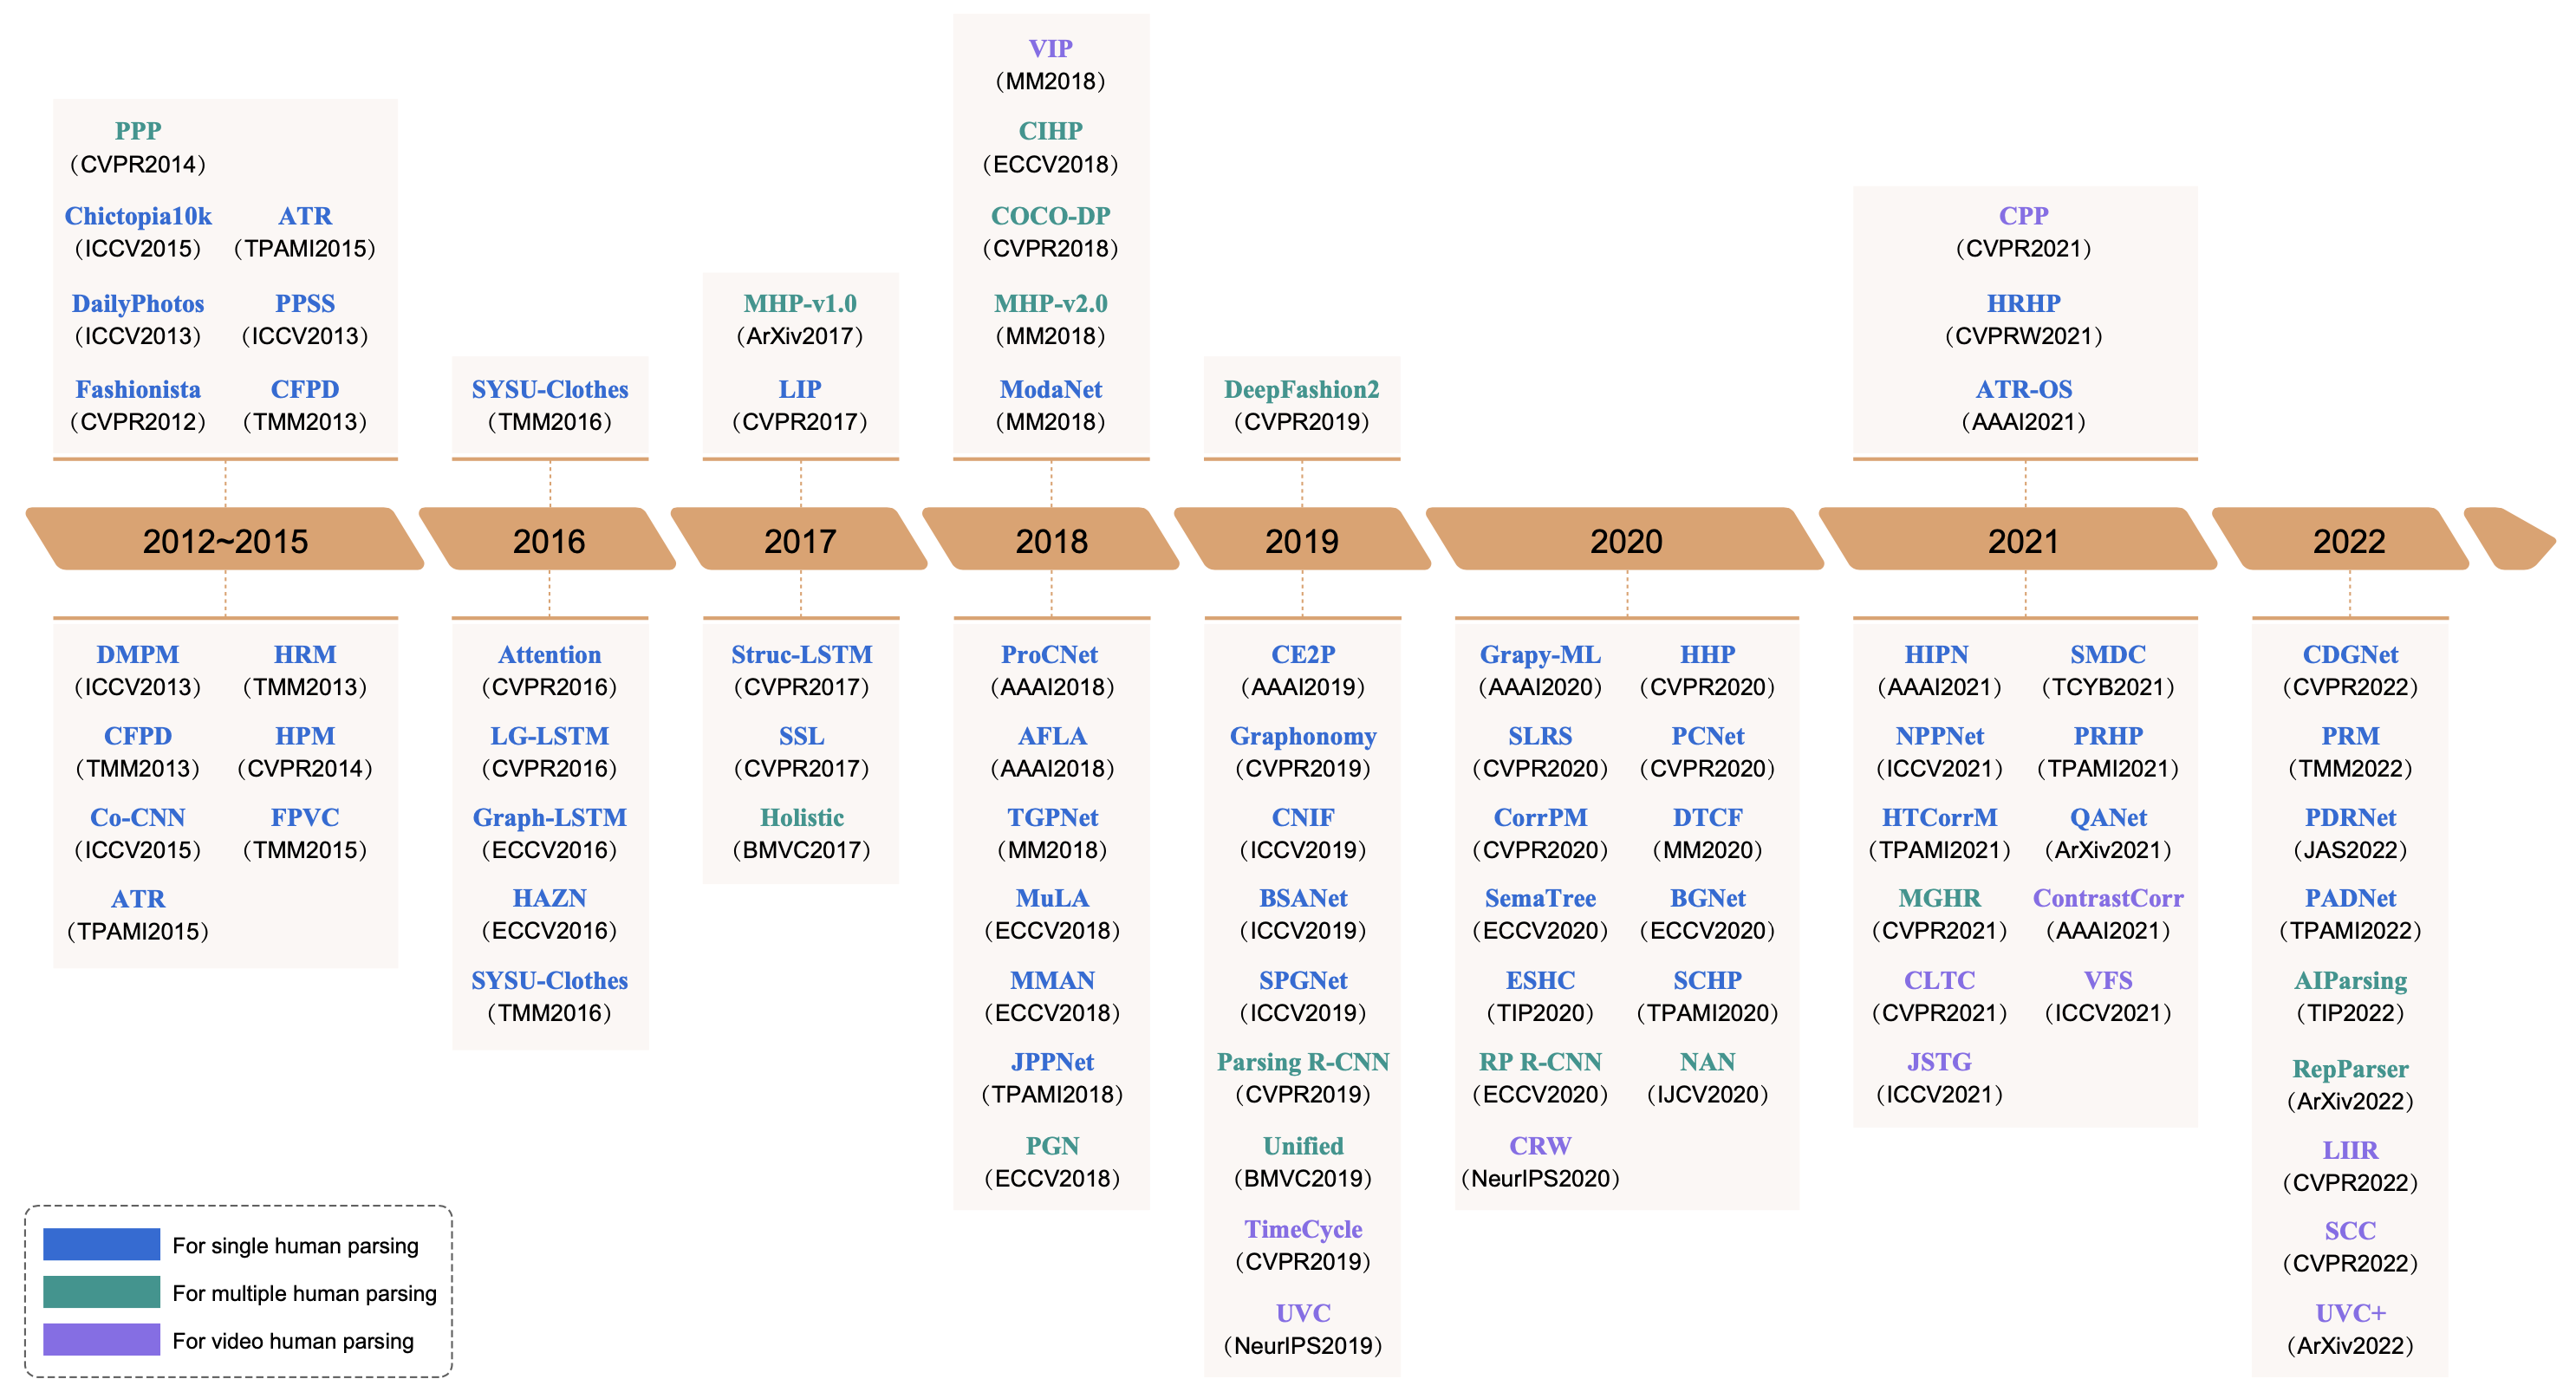 PPP
(CVPR2014)
Chictopia10k
(ICCV2015)
ATR
(TPAMI2015)
DailyPhotos
(ICCV2013)
PPSS
(ICCV2013)
Fashionista
(CVPR2012)
CFPD
(TMM2013)
SYSU-Clothes
(TMM2016)
MHP-v1.0
(ArXiv2017)
LIP
(CVPR2017)
VIP
(MM2018)
CIHP
(ECCV2018)
COCO-DP
(CVPR2018)
MHP-v2.0
(MM2018)
ModaNet
(MM2018)
DeepFashion2
(CVPR2019)
CPP
(CVPR2021)
HRHP
(CVPRW2021)
ATR-OS
(AAAI2021)
2012~2015
2016
2017
2018
2019
2020
2021
2022
DMPM
(ICCV2013)
HRM
(TMM2013)
CFPD
(TMM2013)
HPM
(CVPR2014)
Co-CNN
(ICCV2015)
FPVC
(TMM2015)
ATR
(TPAMI2015)
Attention
(CVPR2016)
LG-LSTM
(CVPR2016)
Graph-LSTM
(ECCV2016)
HAZN
(ECCV2016)
SYSU-Clothes
(TMM2016)
Struc-LSTM
(CVPR2017)
SSL
(CVPR2017)
Holistic
(BMVC2017)
ProCNet
(AAAI2018)
AFLA
(AAAI2018)
TGPNet
(MM2018)
MuLA
(ECCV2018)
MMAN
(ECCV2018)
JPPNet
(TPAMI2018)
PGN
(ECCV2018)
CE2P
(AAAI2019)
Graphonomy
(CVPR2019)
CNIF
(ICCV2019)
BSANet
(ICCV2019)
SPGNet
(ICCV2019)
Parsing R-CNN
(CVPR2019)
Unified
(BMVC2019)
TimeCycle
(CVPR2019)
UVC
(NeurIPS2019)
Grapy-ML
(AAAI2020)
HHP
(CVPR2020)
SLRS
(CVPR2020)
PCNet
(CVPR2020)
CorrPM
(CVPR2020)
DTCF
(MM2020)
SemaTree
(ECCV2020)
BGNet
(ECCV2020)
ESHC
(TIP2020)
SCHP
(TPAMI2020)
RP R-CNN
(ECCV2020)
NAN
(IJCV2020)
CRW
(NeurIPS2020)
HIPN
(AAAI2021)
SMDC
(TCYB2021)
NPPNet
(ICCV2021)
PRHP
(TPAMI2021)
HTCorrM
(TPAMI2021)
QANet
(ArXiv2021)
MGHR
(CVPR2021)
ContrastCorr
(AAAI2021)
CLTC
(CVPR2021)
VFS
(ICCV2021)
JSTG
(ICCV2021)
CDGNet
(CVPR2022)
PRM
(TMM2022)
PDRNet
(JAS2022)
PADNet
(TPAMI2022)
AIParsing
(TIP2022)
RepParser
(ArXiv2022)
LIIR
(CVPR2022)
SCC
(CVPR2022)
UVC+
(ArXiv2022)
For single human parsing
For multiple human parsing
For video human parsing